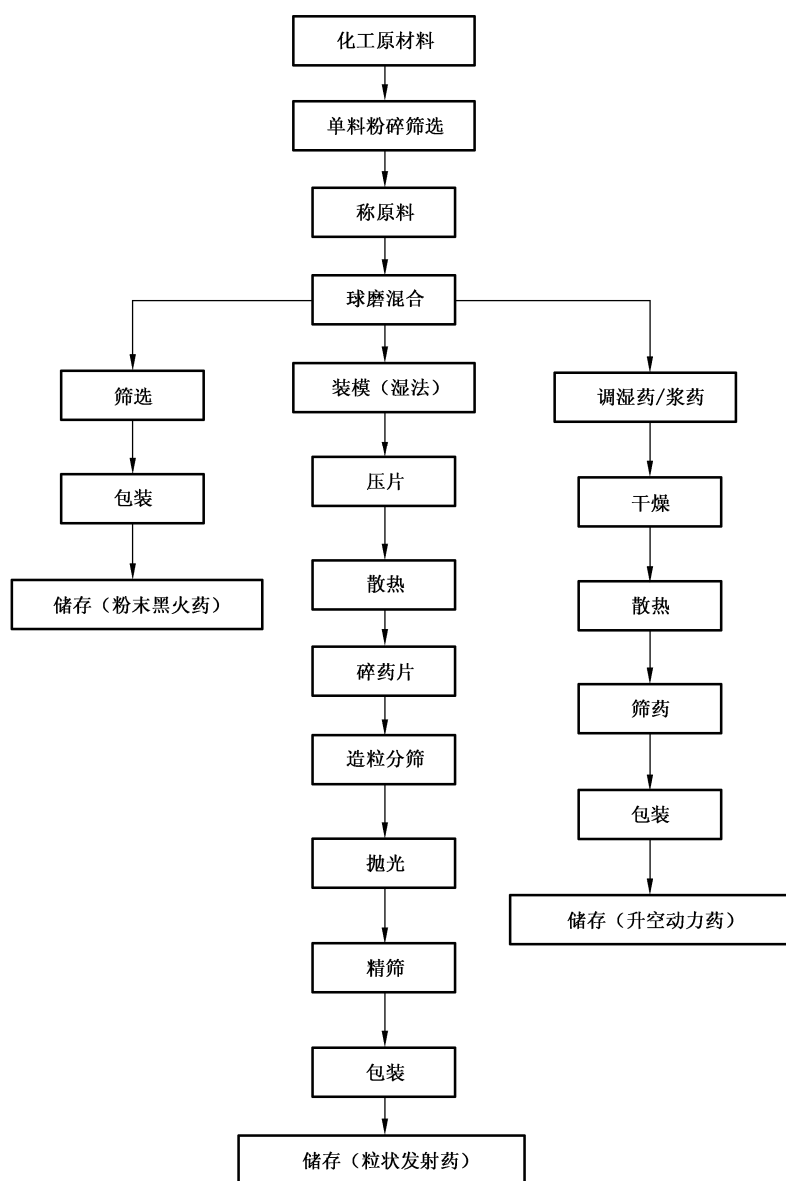 化工原材料
单料粉碎筛选
称原料
球磨混合
筛选
包装
储存（粉末黑火药）
装模（湿法）
压片
散热
碎药片
造粒分筛
抛光
精筛
包装
储存（粒状发射药）
调湿药/浆药
干燥
散热
筛药
包装
储存（升空动力药）